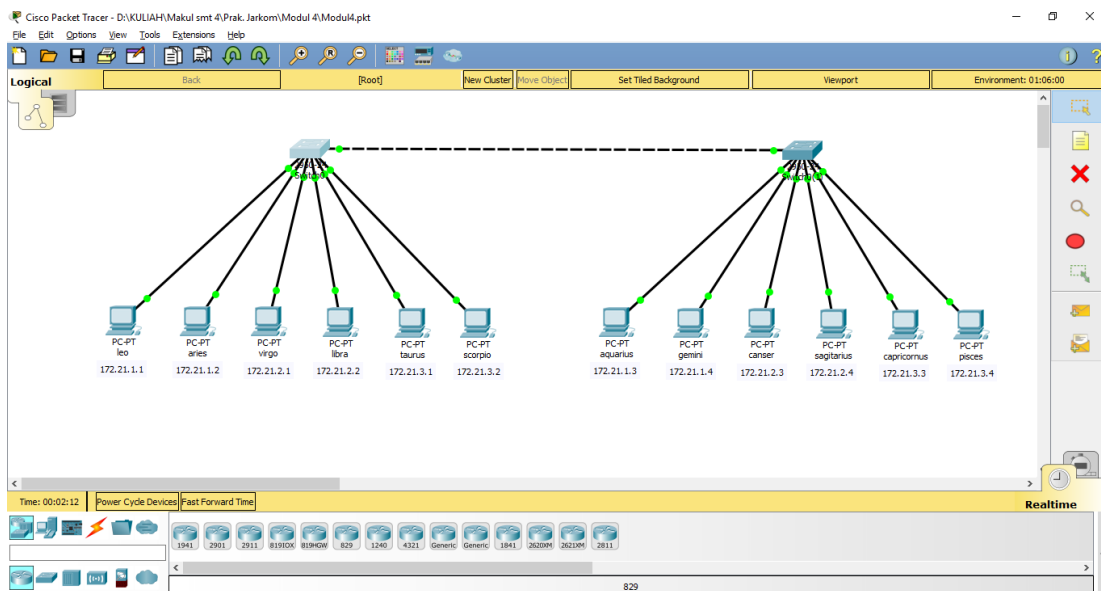 Cisco Packet Tracer - D:\KULIAH\Makul smt 4\Prak. Jarkom\Modul 4\Modul4.pkt
File Edit Options View Tools Extensions Help
Logical Back [Root] New Cluster Move Object Set Tiled Background Viewport Environment: 01:06:00
PC-PT leo
172.21.1.1
PC-PT aries
172.21.1.2
PC-PT virgo
172.21.2.1
PC-PT libra
172.21.2.2
PC-PT taurus
172.21.3.1
PC-PT scorpio
172.21.3.2
PC-PT aquarius
172.21.1.3
PC-PT gemini
172.21.1.4
PC-PT canser
172.21.2.3
PC-PT sagitarius
172.21.2.4
PC-PT capricornus
172.21.3.3
PC-PT pisces
172.21.3.4
Time: 00:02:12 Power Cycle Devices Fast Forward Time Realtime
1941 2901 2911 819IOX 819HGW 829 1240 4321 Generic Generic 1841 2620XM 2621XM 2811
829